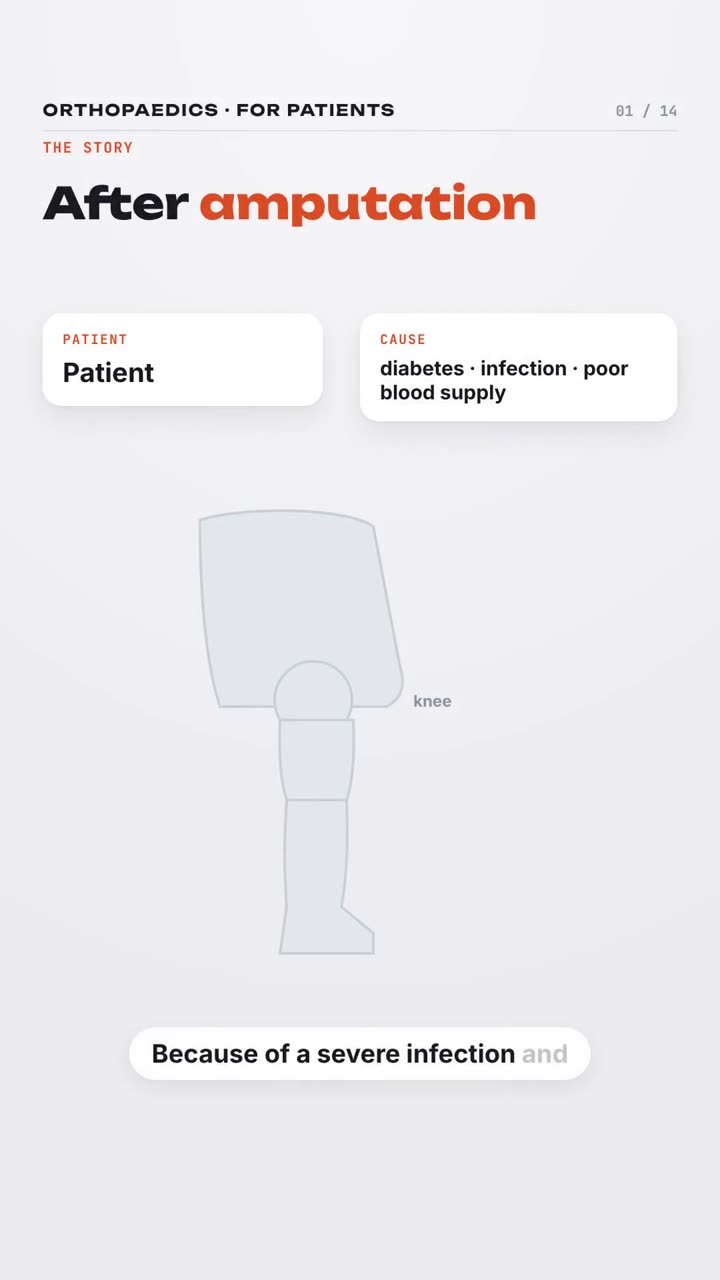 ORTHOPAEDICS · FOR PATIENTS
01 / 14
THE STORY
After amputation
PATIENT
Patient
CAUSE
diabetes · infection · poor
blood supply
knee
Because of a severe infection and